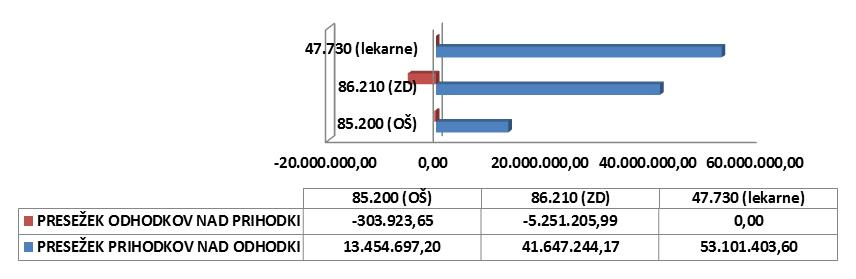 47.730 (lekarne)
86.210 (ZD)
85.200 (OŠ)
-20.000.000,00 0,00 20.000.000,00 40.000.000,00 60.000.000,00
85.200 (OŠ) 86.210 (ZD) 47.730 (lekarne)
PRESEŽEK ODHODKOV NAD PRIHODKI -303.923,65 -5.251.205,99 0,00
PRESEŽEK PRIHODKOV NAD ODHODKI 13.454.697,20 41.647.244,17 53.101.403,60